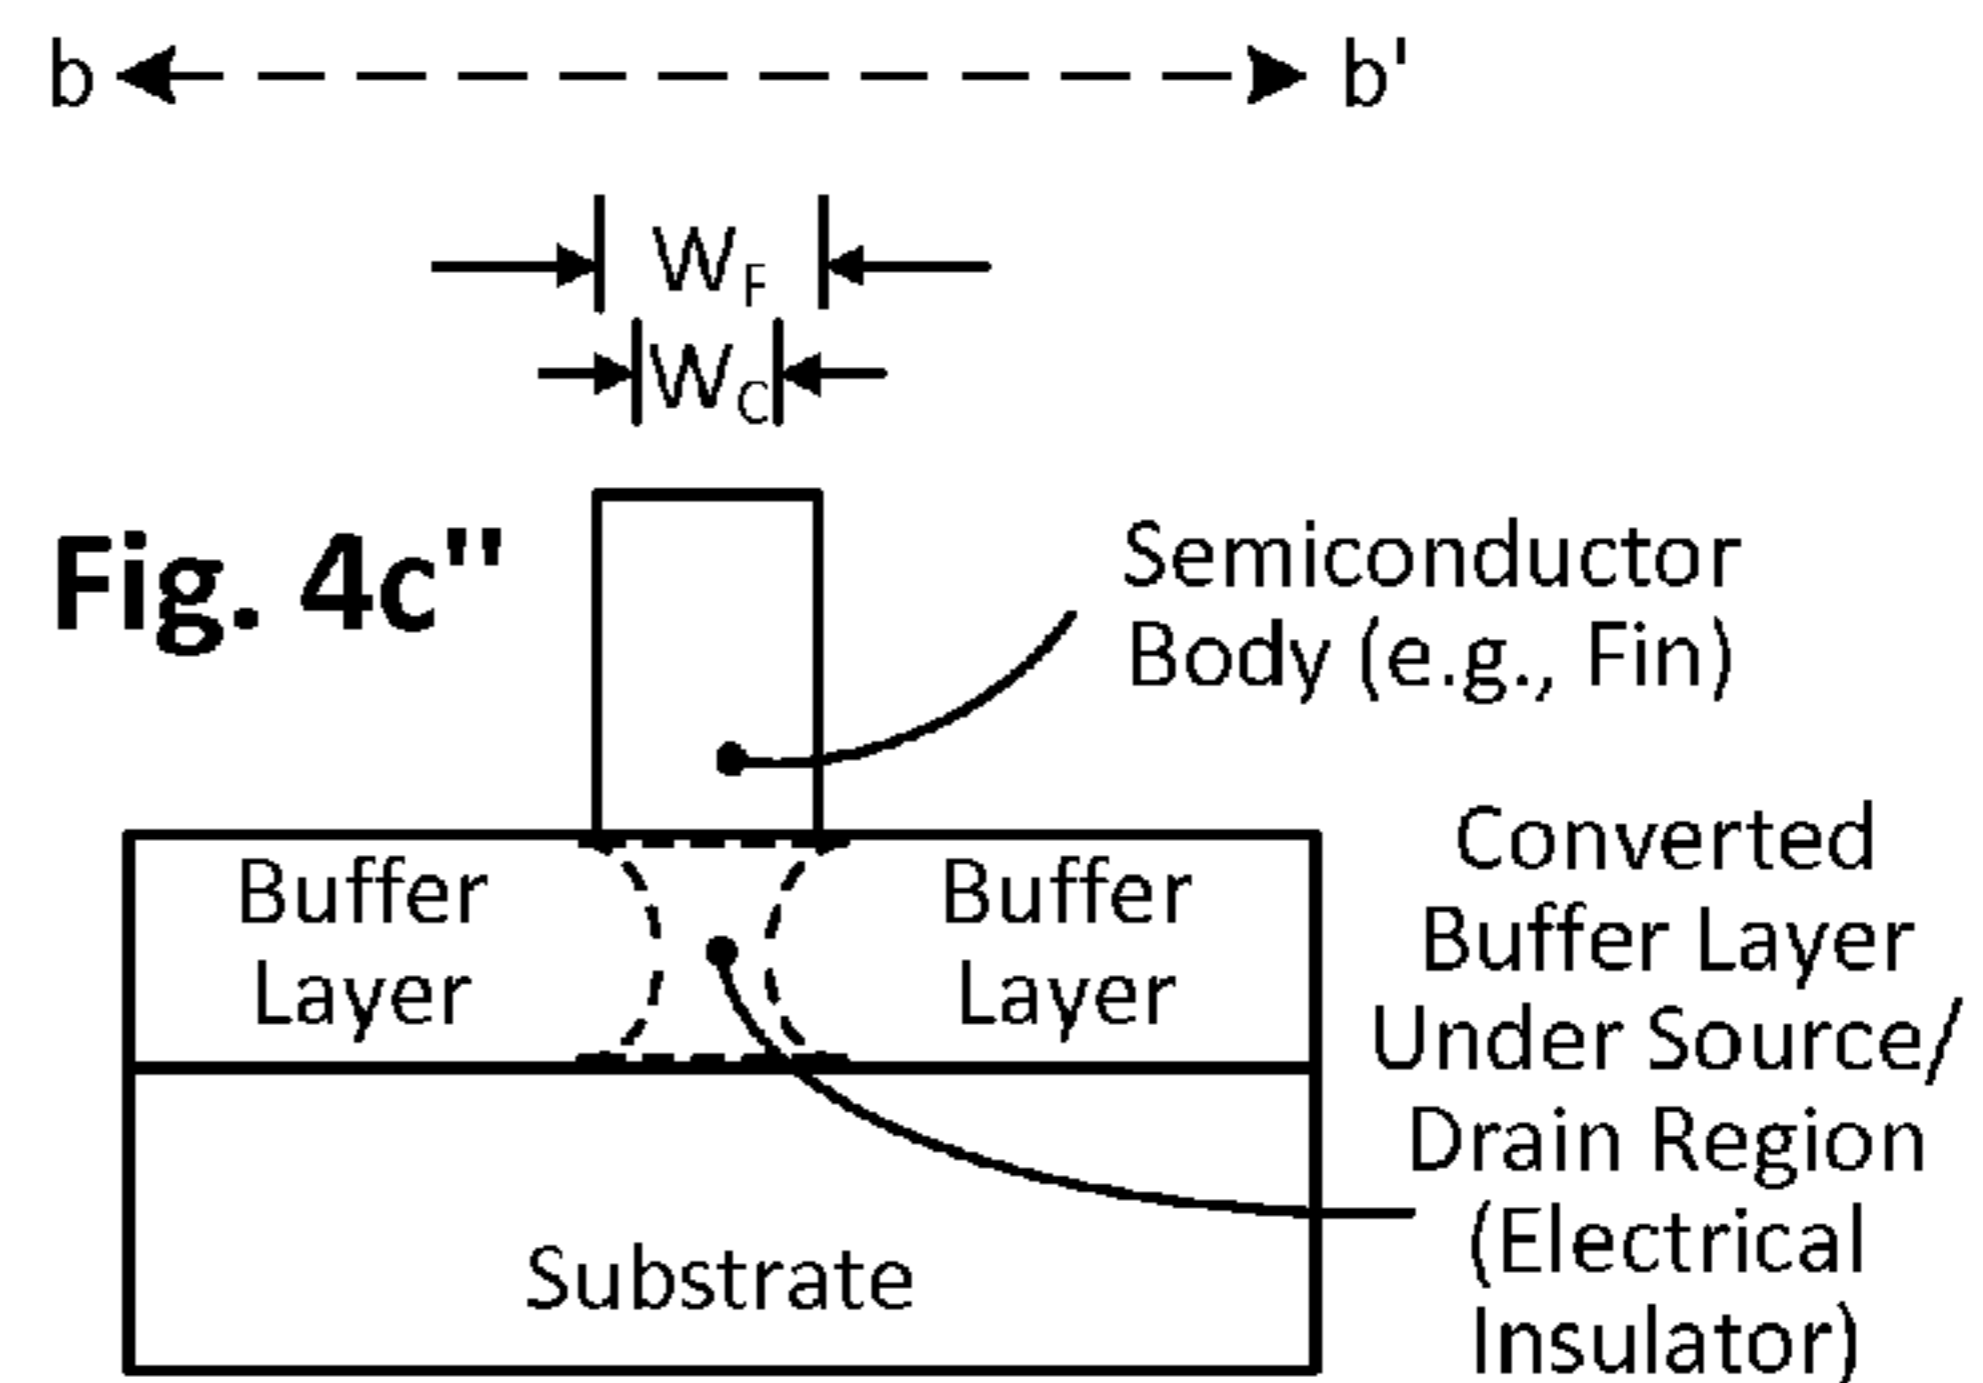 b b'
W_F
W_C
Fig. 4c"
Semiconductor
Body (e.g., Fin)
Buffer
Layer
Buffer
Layer
Converted
Buffer Layer
Under Source/
Drain Region
(Electrical
Insulator)
Substrate